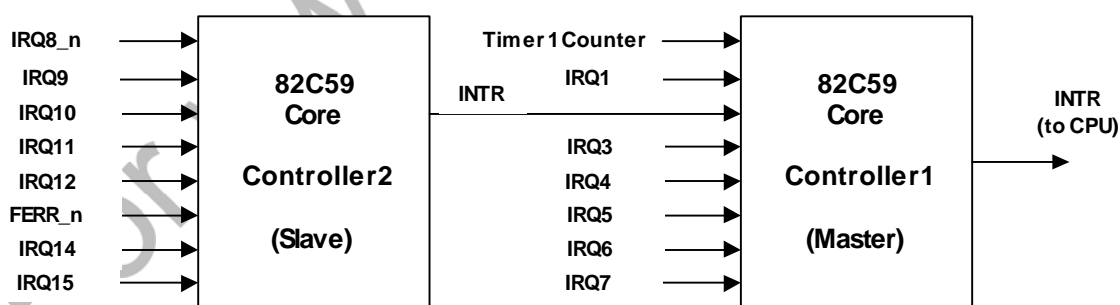 IRQ8_n
IRQ9
IRQ10
IRQ11
IRQ12
FERR_n
IRQ14
IRQ15
82C59
Core
Controller2
(Slave)
INTR
Timer1Counter
IRQ1
IRQ3
IRQ4
IRQ5
IRQ6
IRQ7
82C59
Core
Controller1
(Master)
INTR
(to CPU)